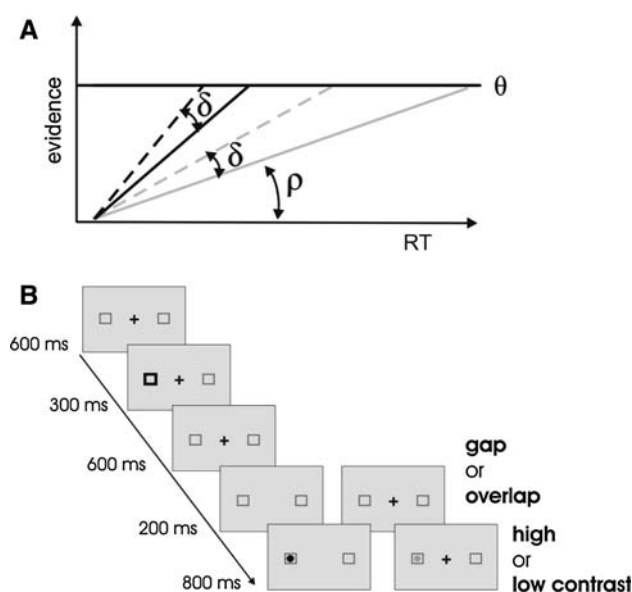 A
evidence
θ
δ
δ
ρ
RT
B
600 ms
300 ms
600 ms
200 ms
800 ms
gap
or
overlap
high
or
low contrast